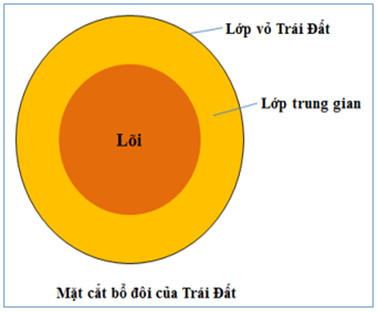 Lớp vỏ Trái Đất
Lớp trung gian
Lõi
Mặt cắt bổ đôi của Trái Đất